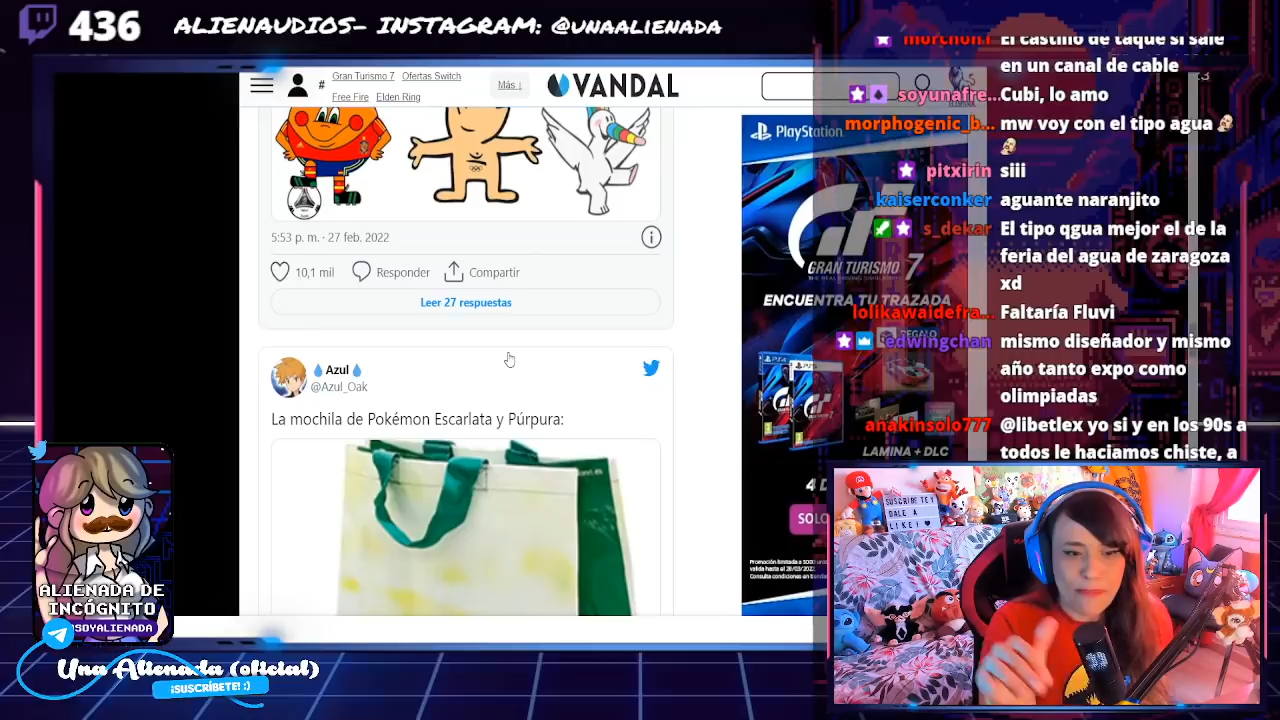 436
ALIENAUDIOS- INSTAGRAM: @UNAALIENADA
# Gran Turismo 7 Ofertas Switch
Free Fire Elden Ring
Más ↓
VANDAL
5:53 p. m. · 27 feb. 2022
10,1 mil Responder Compartir
Leer 27 respuestas
Azul
@Azul_Oak
La mochila de Pokémon Escarlata y Púrpura:
PlayStation
GRAN TURISMO 7
ENCUENTRA TU TRAZADA
REGALO
LAMINA + DLC
SOLO
morchon1 El castillo de taque si sale
en un canal de cable
soyunafre... Cubi, lo amo
morphogenic_b... mw voy con el tipo agua
pitxirin siii
kaiserconker aguante naranjito
s_dekar El tipo qgua mejor el de la
feria del agua de zaragoza
xd
lolikawaidefra... Faltaría Fluvi
edwingchan mismo diseñador y mismo
año tanto expo como
olimpiadas
anakinsolo777 @libetlex yo si y en los 90s a
todos le haciamos chiste, a
SUSCRIBETE Y
DALE A
LIKE!
ALIENADA DE
INCÓGNITO
SOYALIENADA
Una Alienada (oficial)
¡SUSCRÍBETE! :)